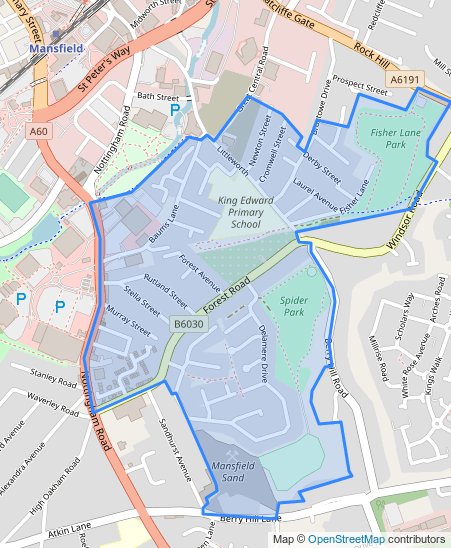 Midworth Street
Ratcliffe Gate
Redcliffe
Mansfield
St Peter's Way
Rock Hill
Great Central Road
Bath Street
P
Prospect Street
A6191
A60
Nottingham Road
Littleworth
Newton Street
Cromwell Street
Derby Street
Fisher Lane
Park
Laurel Avenue
Fisher Lane
King Edward
Primary
School
Baums Lane
Windsor Road
Forest Avenue
Rutland Street
Stella Street
Murray Street
Forest Road
B6030
Spider
Park
P
P
Delamere Drive
Berry Hill Road
Scholars Way
Arches Road
Millrise Road
White Rose Avenue
Kings Walk
Stanley Road
Waverley Road
Nottingham Road
Sandhurst Avenue
Alexandra Avenue
High Oakham Road
Mansfield
Sand
Atkin Lane
Berry Hill Lane
Map © OpenStreetMap contributors